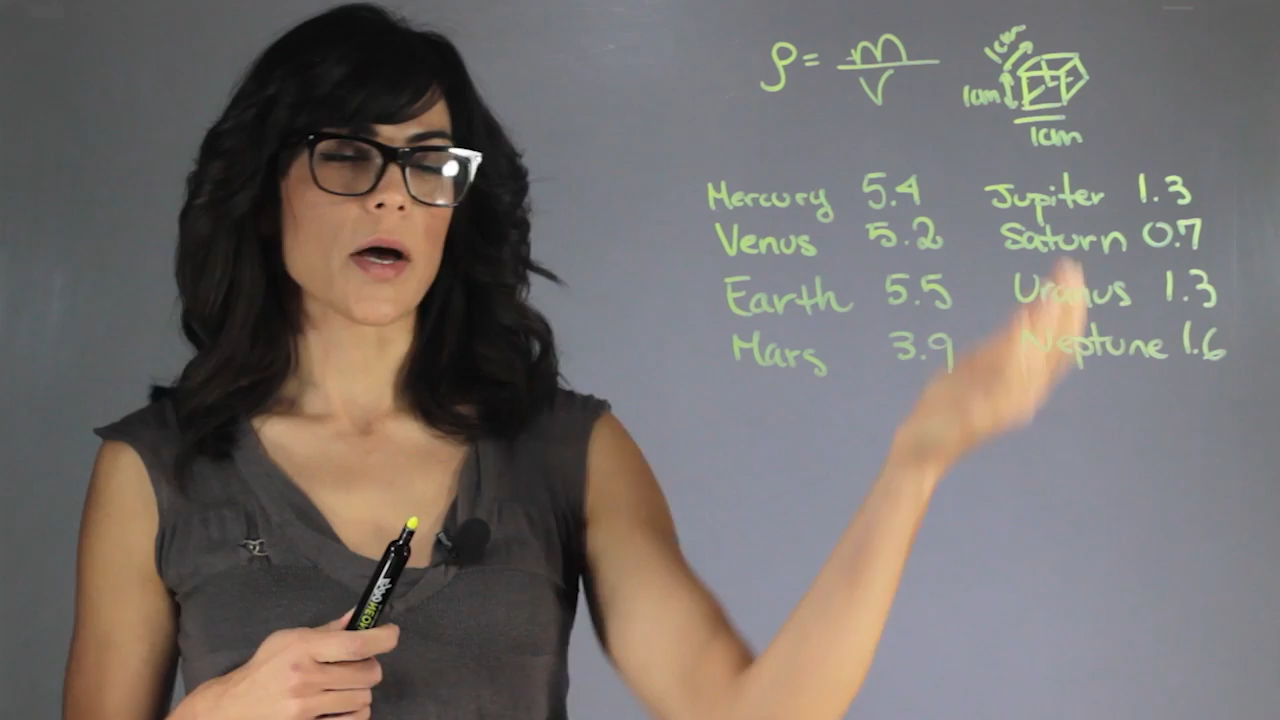 ρ = m/V
1cm
1cm
1cm
Mercury 5.4 Jupiter 1.3
Venus 5.2 Saturn 0.7
Earth 5.5 Uranus 1.3
Mars 3.9 Neptune 1.6